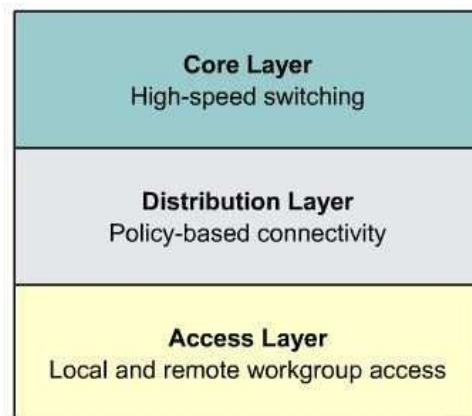 Core Layer
High-speed switching
Distribution Layer
Policy-based connectivity
Access Layer
Local and remote workgroup access